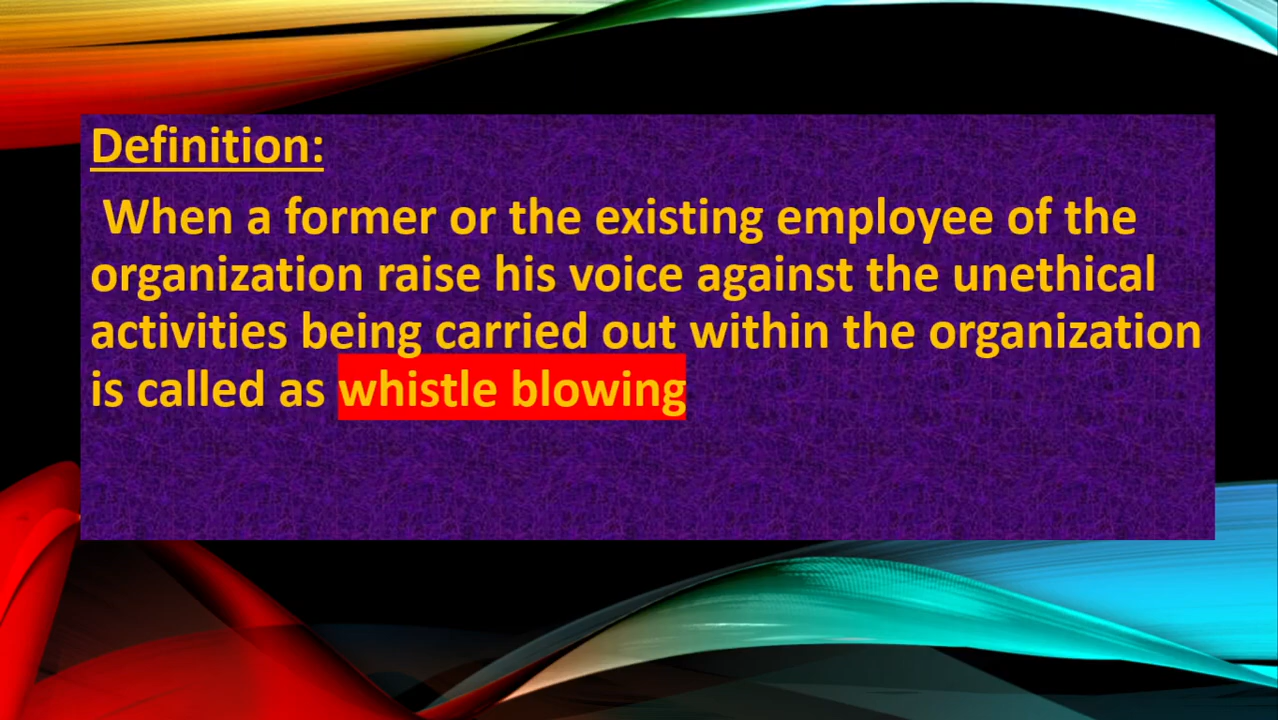 Definition:
When a former or the existing employee of the
organization raise his voice against the unethical
activities being carried out within the organization
is called as whistle blowing